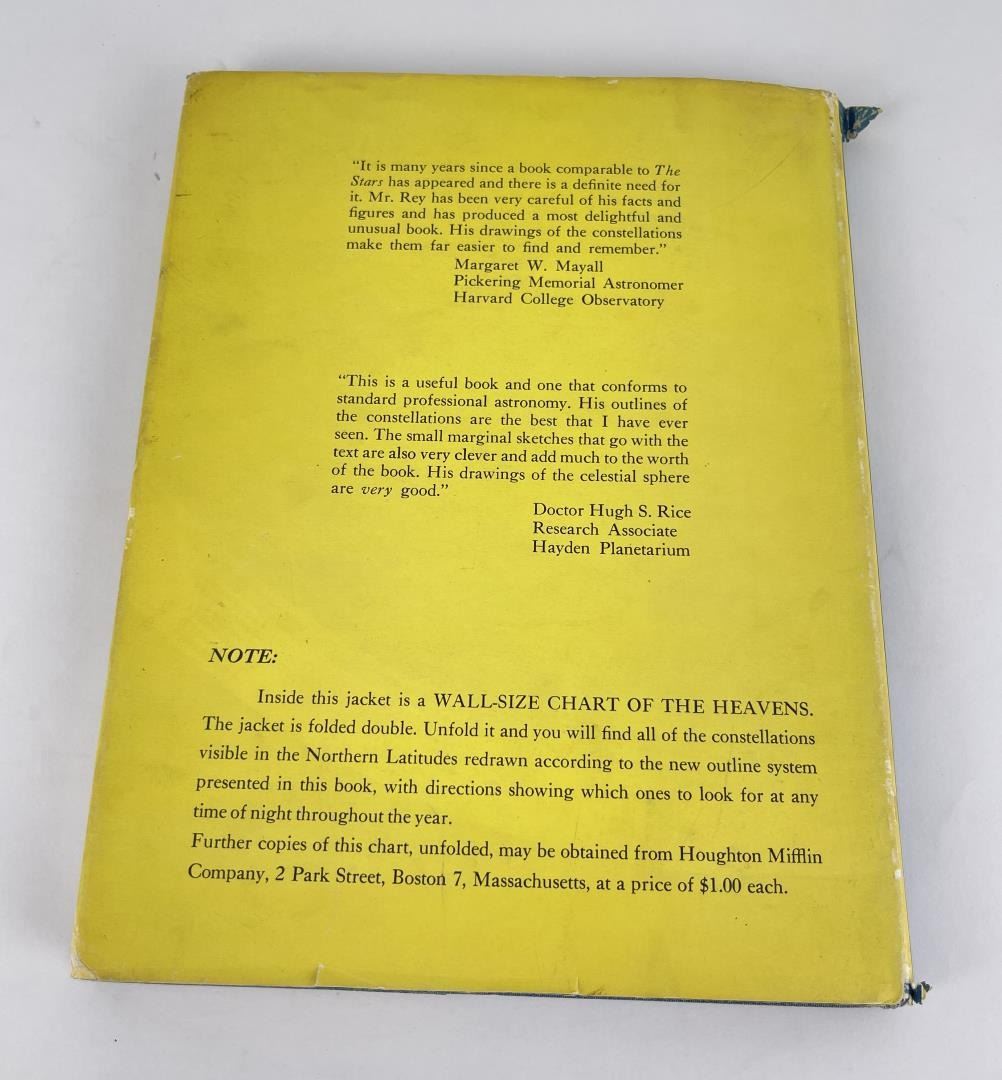 “It is many years since a book comparable to The
Stars has appeared and there is a definite need for
it. Mr. Rey has been very careful of his facts and
figures and has produced a most delightful and
unusual book. His drawings of the constellations
make them far easier to find and remember.”
Margaret W. Mayall
Pickering Memorial Astronomer
Harvard College Observatory
“This is a useful book and one that conforms to
standard professional astronomy. His outlines of
the constellations are the best that I have ever
seen. The small marginal sketches that go with the
text are also very clever and add much to the worth
of the book. His drawings of the celestial sphere
are very good.”
Doctor Hugh S. Rice
Research Associate
Hayden Planetarium
NOTE:
Inside this jacket is a WALL-SIZE CHART OF THE HEAVENS.
The jacket is folded double. Unfold it and you will find all of the constellations
visible in the Northern Latitudes redrawn according to the new outline system
presented in this book, with directions showing which ones to look for at any
time of night throughout the year.
Further copies of this chart, unfolded, may be obtained from Houghton Mifflin
Company, 2 Park Street, Boston 7, Massachusetts, at a price of $1.00 each.